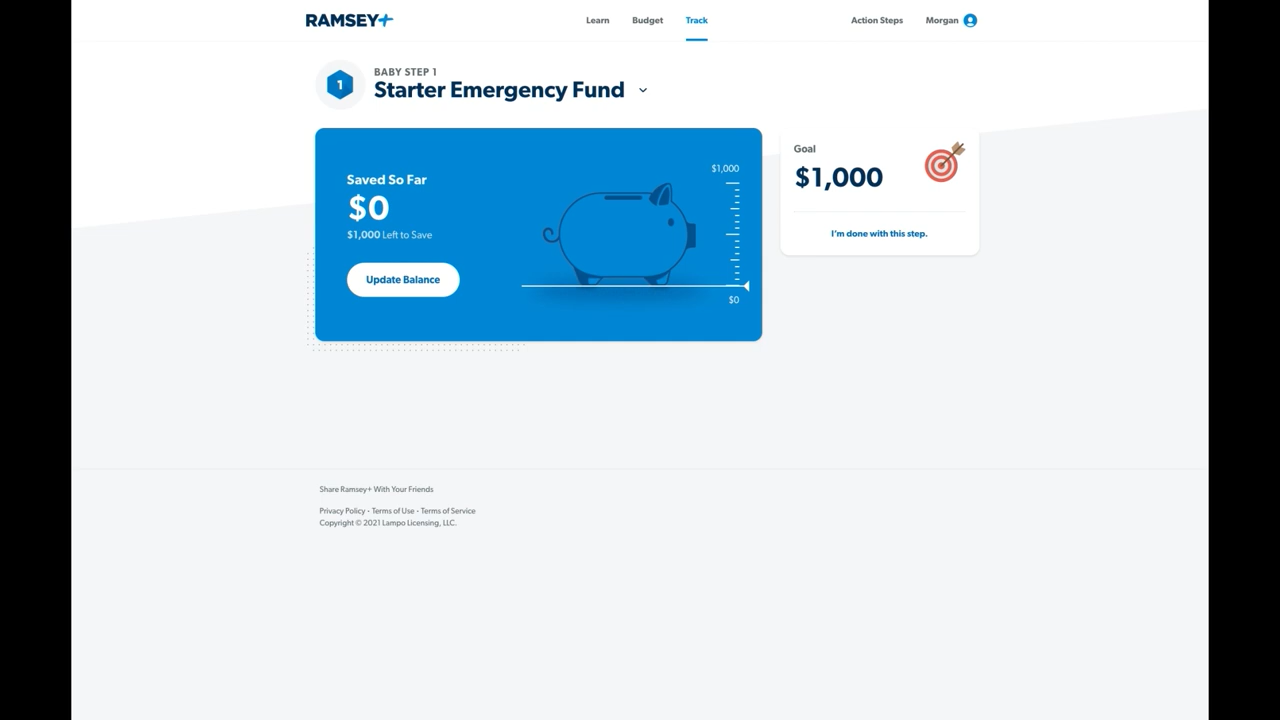 RAMSEY+
Learn
Budget
Track
Action Steps
Morgan
1
BABY STEP 1
Starter Emergency Fund
Saved So Far
$0
$1,000 Left to Save
Update Balance
$1,000
$0
Goal
$1,000
I'm done with this step.
Share Ramsey+ With Your Friends
Privacy Policy • Terms of Use • Terms of Service
Copyright © 2021 Lampo Licensing, LLC.